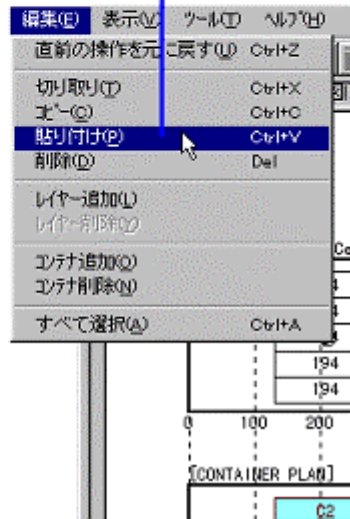 編集(E) 表示(V) ツール(T) ヘルプ(H)
直前の操作を元に戻す(U) Ctrl+Z
切り取り(T) Ctrl+X
コピー(C) Ctrl+C
貼り付け(P) Ctrl+V
削除(D) Del
レイヤー追加(L)
レイヤー削除(Y)
コンテナ追加(O)
コンテナ削除(N)
すべて選択(A) Ctrl+A
図
Co
4
4
194
194
0 100 200
[CONTAINER PLAN]
C2